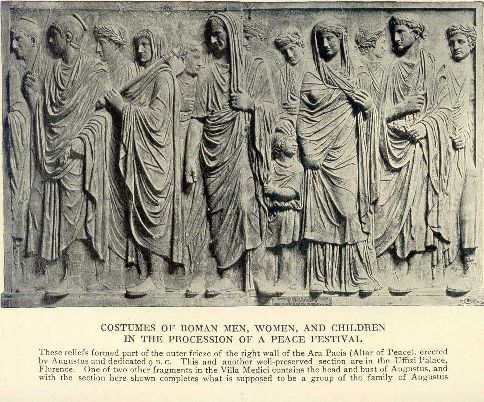 COSTUMES OF ROMAN MEN, WOMEN, AND CHILDREN
IN THE PROCESSION OF A PEACE FESTIVAL
These reliefs formed part of the outer frieze of the right wall of the Ara Pacis (Altar of Peace), erected
by Augustus and dedicated 9 B.C. This and another well-preserved section are in the Uffizi Palace,
Florence. One of two other fragments in the Villa Medici contains the head and bust of Augustus, and
with the section here shown completes what is supposed to be a group of the family of Augustus